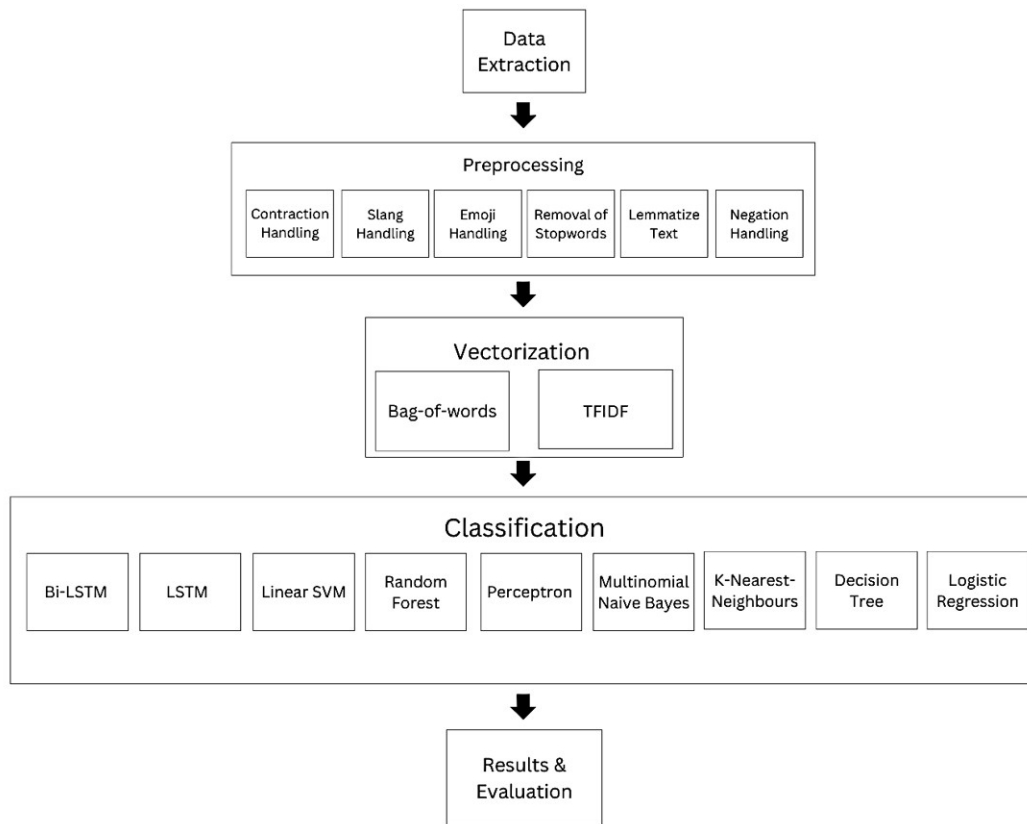 Data
Extraction
Preprocessing
Contraction
Handling
Slang
Handling
Emoji
Handling
Removal of
Stopwords
Lemmatize
Text
Negation
Handling
Vectorization
Bag-of-words
TFIDF
Classification
Bi-LSTM
LSTM
Linear SVM
Random
Forest
Perceptron
Multinomial
Naive Bayes
K-Nearest-
Neighbours
Decision
Tree
Logistic
Regression
Results &
Evaluation